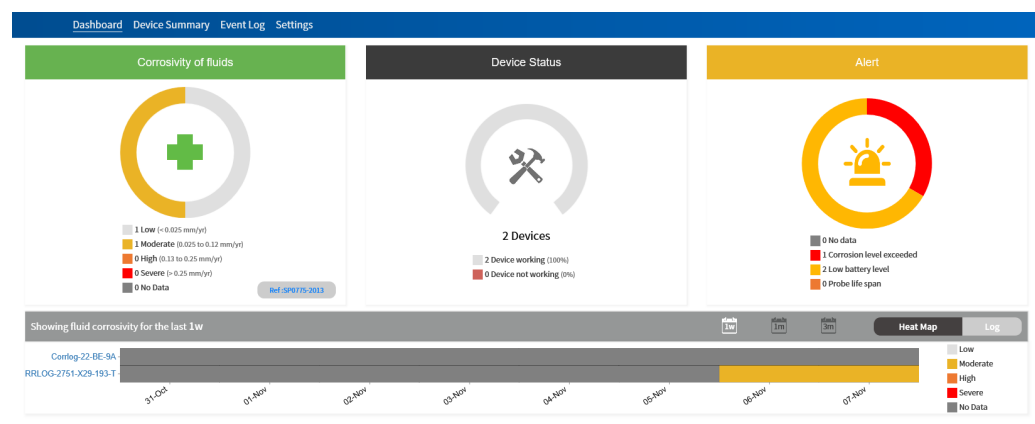 Dashboard Device Summary Event Log Settings
Corrosivity of fluids
1 Low (< 0.025 mm/yr)
1 Moderate (0.025 to 0.12 mm/yr)
0 High (0.13 to 0.25 mm/yr)
0 Severe (> 0.25 mm/yr)
0 No Data
Ref :SP0775-2013
Device Status
2 Devices
2 Device working (100%)
0 Device not working (0%)
Alert
0 No data
1 Corrosion level exceeded
2 Low battery level
0 Probe life span
Showing fluid corrosivity for the last 1w
1w 1m 3m Heat Map Log
Corrlog-22-BE-9A
RRLOG-2751-X29-193-T
31-Oct 01-Nov 02-Nov 03-Nov 04-Nov 05-Nov 06-Nov 07-Nov
Low
Moderate
High
Severe
No Data